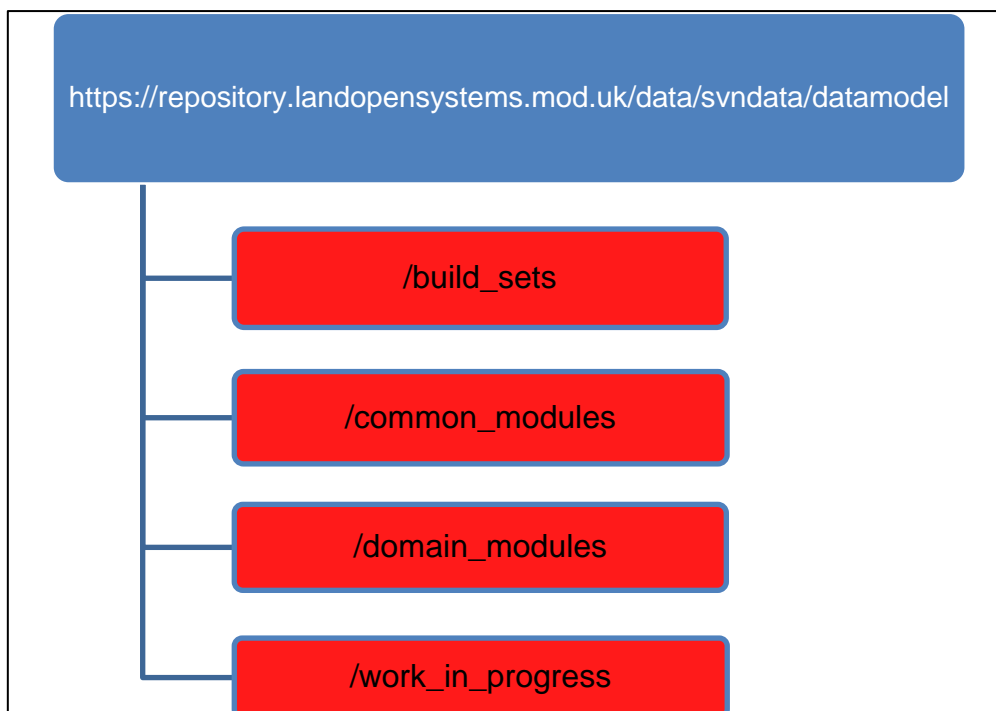 https://repository.landopensystems.mod.uk/data/svndata/datamodel
/build_sets
/common_modules
/domain_modules
/work_in_progress